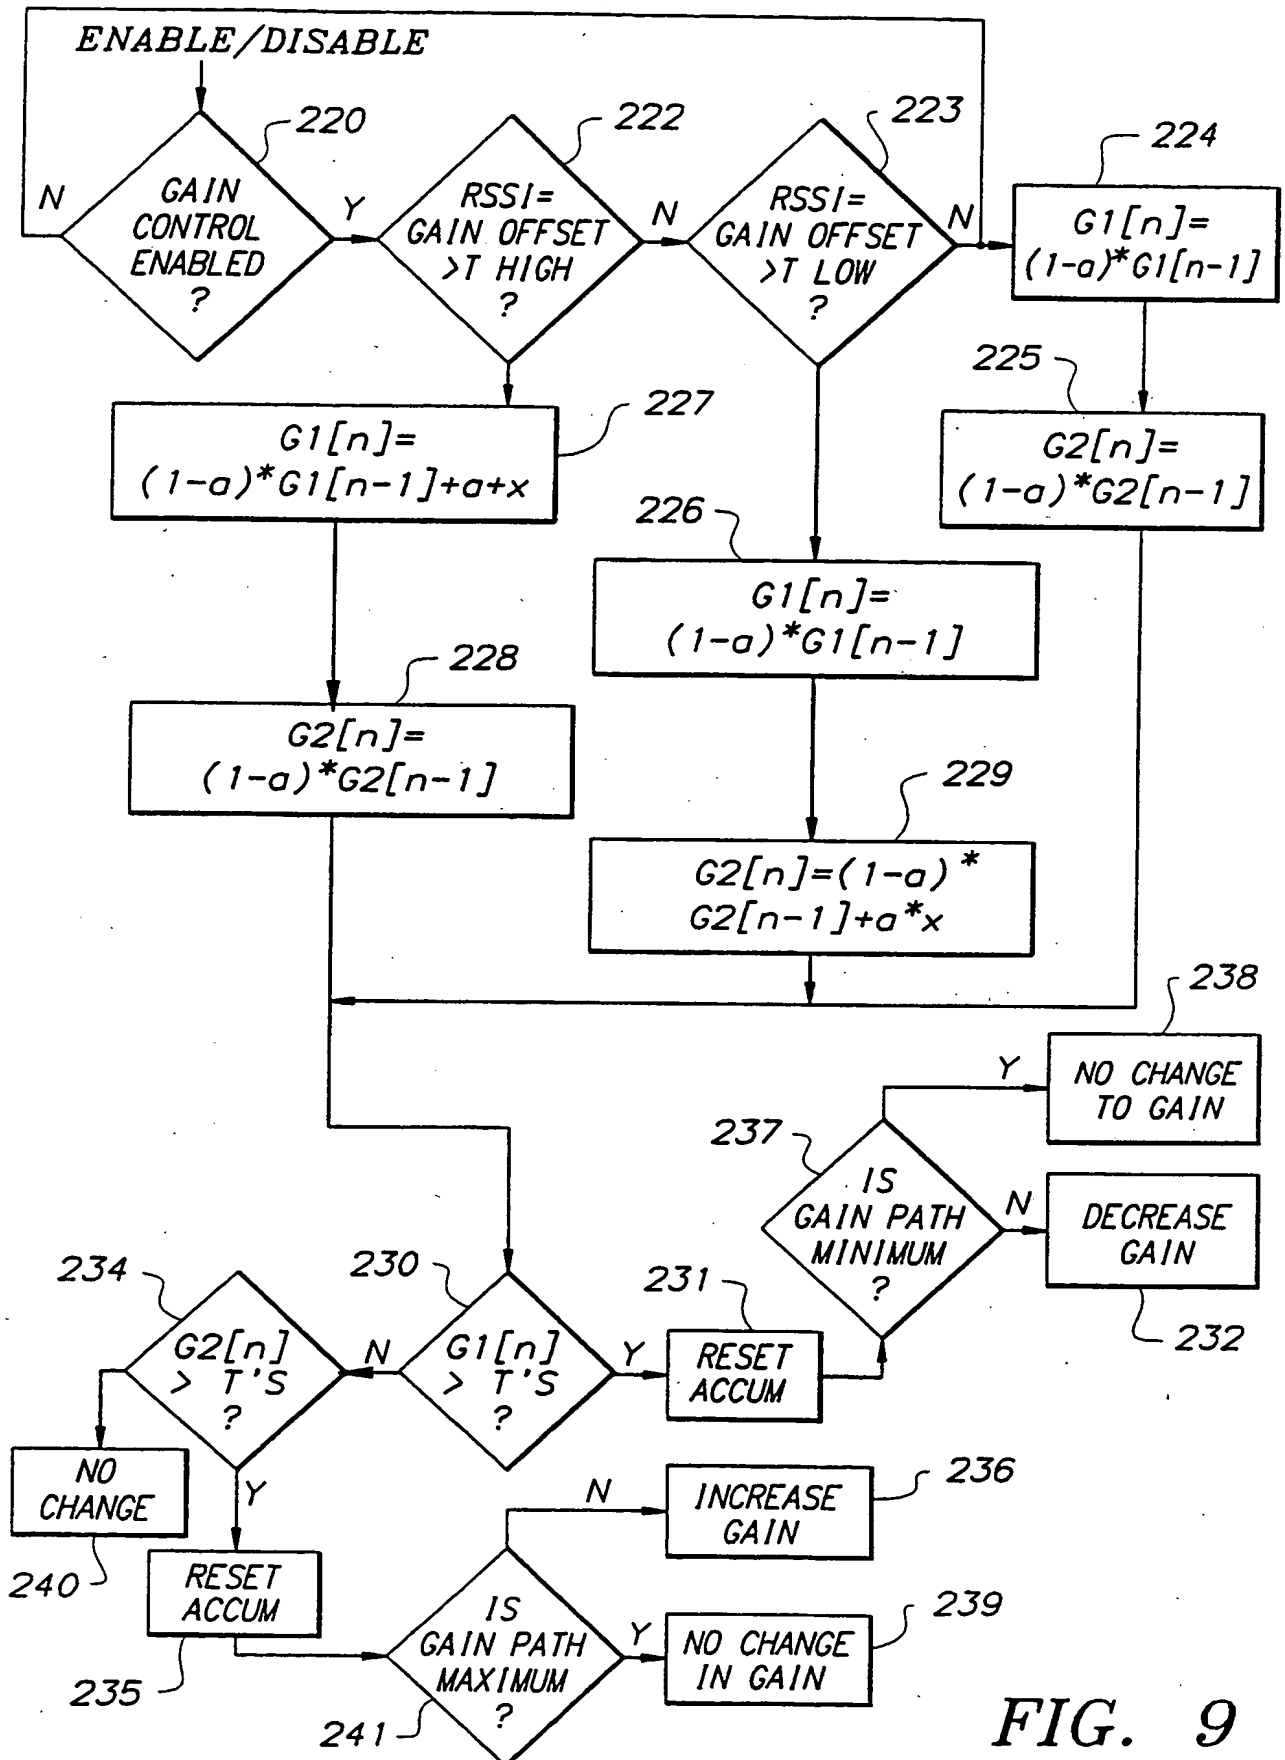 ENABLE/DISABLE
220
222
223
224
N
GAIN
CONTROL
ENABLED
?
Y
RSSI=
GAIN OFFSET
>T HIGH
?
N
RSSI=
GAIN OFFSET
>T LOW
?
N
G1[n]=
(1-a)*G1[n-1]
225
227
G1[n]=
(1-a)*G1[n-1]+a+x
G2[n]=
(1-a)*G2[n-1]
226
G1[n]=
(1-a)*G1[n-1]
228
G2[n]=
(1-a)*G2[n-1]
229
G2[n]=(1-a)*
G2[n-1]+a*x
238
Y
NO CHANGE
TO GAIN
237
IS
GAIN PATH
MINIMUM
?
N
DECREASE
GAIN
232
234
230
231
G2[n]
> T'S
?
N
G1[n]
> T'S
?
Y
RESET
ACCUM
NO
CHANGE
240
Y
N
INCREASE
GAIN
236
RESET
ACCUM
235
IS
GAIN PATH
MAXIMUM
?
241
Y
NO CHANGE
IN GAIN
239
FIG. 9